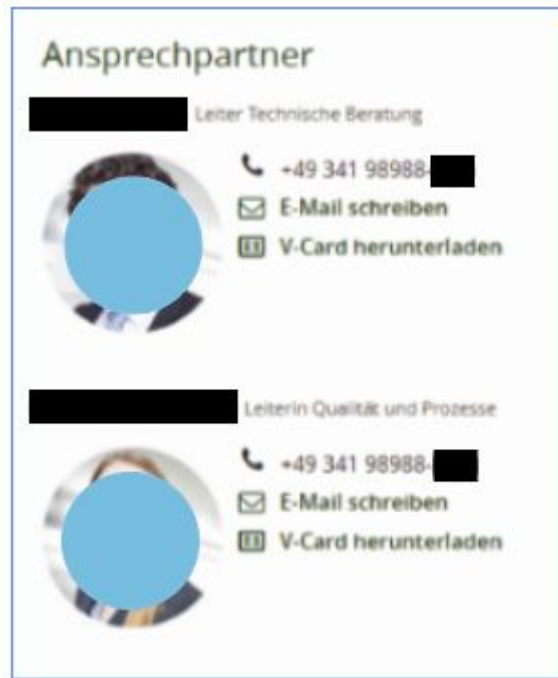 Ansprechpartner
Leiter Technische Beratung
+49 341 98988-
E-Mail schreiben
V-Card herunterladen
Leiterin Qualität und Prozesse
+49 341 98988-
E-Mail schreiben
V-Card herunterladen